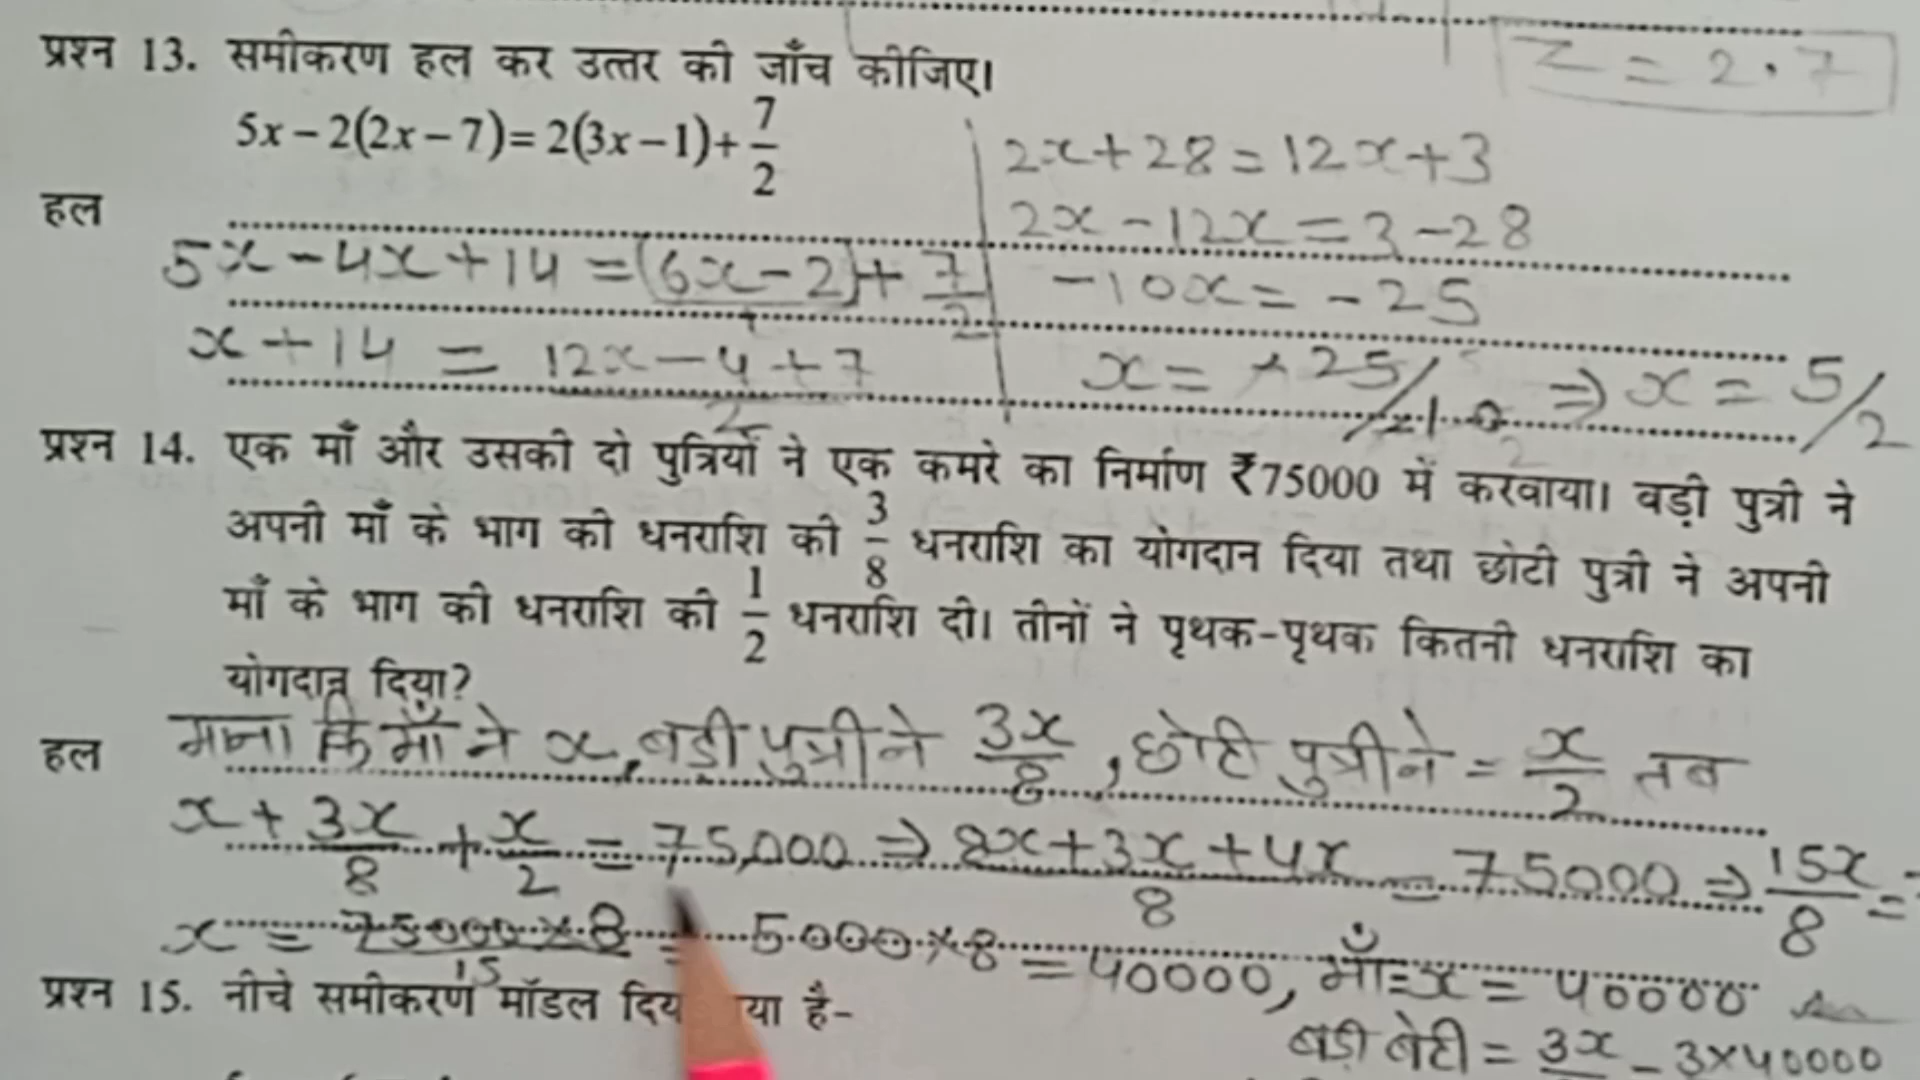 z = 2.7
प्रश्न 13. समीकरण हल कर उत्तर की जाँच कीजिए।
5x – 2(2x – 7)= 2(3x – 1)+ 7/2
हल
5x – 4x + 14 = (6x – 2)/1 + 7/2
x + 14 = (12x – 4 + 7)/2
2x + 28 = 12x + 3
2x – 12x = 3 – 28
–10x = –25
x = +25/+10 ⇒ x = 5/2
प्रश्न 14. एक माँ और उसकी दो पुत्रियों ने एक कमरे का निर्माण ₹75000 में करवाया। बड़ी पुत्री ने
अपनी माँ के भाग की धनराशि की 3/8 धनराशि का योगदान दिया तथा छोटी पुत्री ने अपनी
माँ के भाग की धनराशि की 1/2 धनराशि दी। तीनों ने पृथक-पृथक कितनी धनराशि का
योगदान दिया?
हल माना कि माँ ने x, बड़ी पुत्री ने 3x/8, छोटी पुत्री ने = x/2 तब
x + 3x/8 + x/2 = 75,000 ⇒ (8x + 3x + 4x)/8 = 75000 ⇒ 15x/8 =
x = (75000 × 8)/15 = 5000 × 8 = 40000, माँ = x = 40000
प्रश्न 15. नीचे समीकरण मॉडल है-
बड़ी बेटी = 3x – 3×40000